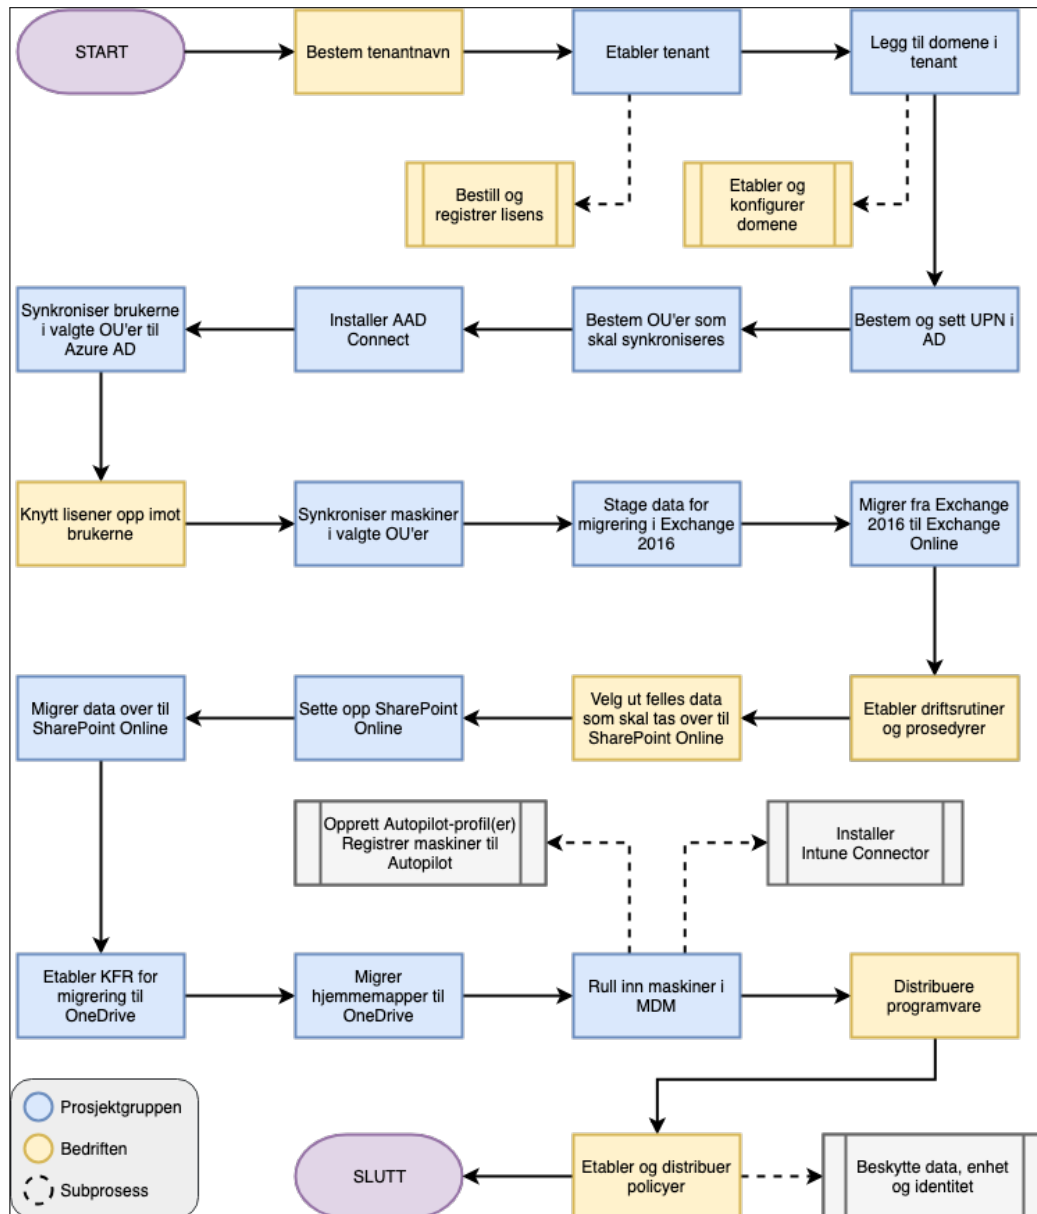 START
Bestem tenantnavn
Etabler tenant
Legg til domene i
tenant
Bestill og
registrer lisens
Etabler og
konfigurer
domene
Synkroniser brukerne
i valgte OU'er til
Azure AD
Installer AAD
Connect
Bestem OU'er som
skal synkroniseres
Bestem og sett UPN i
AD
Knytt lisener opp imot
brukerne
Synkroniser maskiner
i valgte OU'er
Stage data for
migrering i Exchange
2016
Migrer fra Exchange
2016 til Exchange
Online
Migrer data over til
SharePoint Online
Sette opp SharePoint
Online
Velg ut felles data
som skal tas over til
SharePoint Online
Etabler driftsrutiner
og prosedyrer
Opprett Autopilot-profil(er)
Registrer maskiner til
Autopilot
Installer
Intune Connector
Etabler KFR for
migrering til
OneDrive
Migrer
hjemmemapper til
OneDrive
Rull inn maskiner i
MDM
Distribuere
programvare
Prosjektgruppen
Bedriften
Subprosess
SLUTT
Etabler og distribuer
policyer
Beskytte data, enhet
og identitet